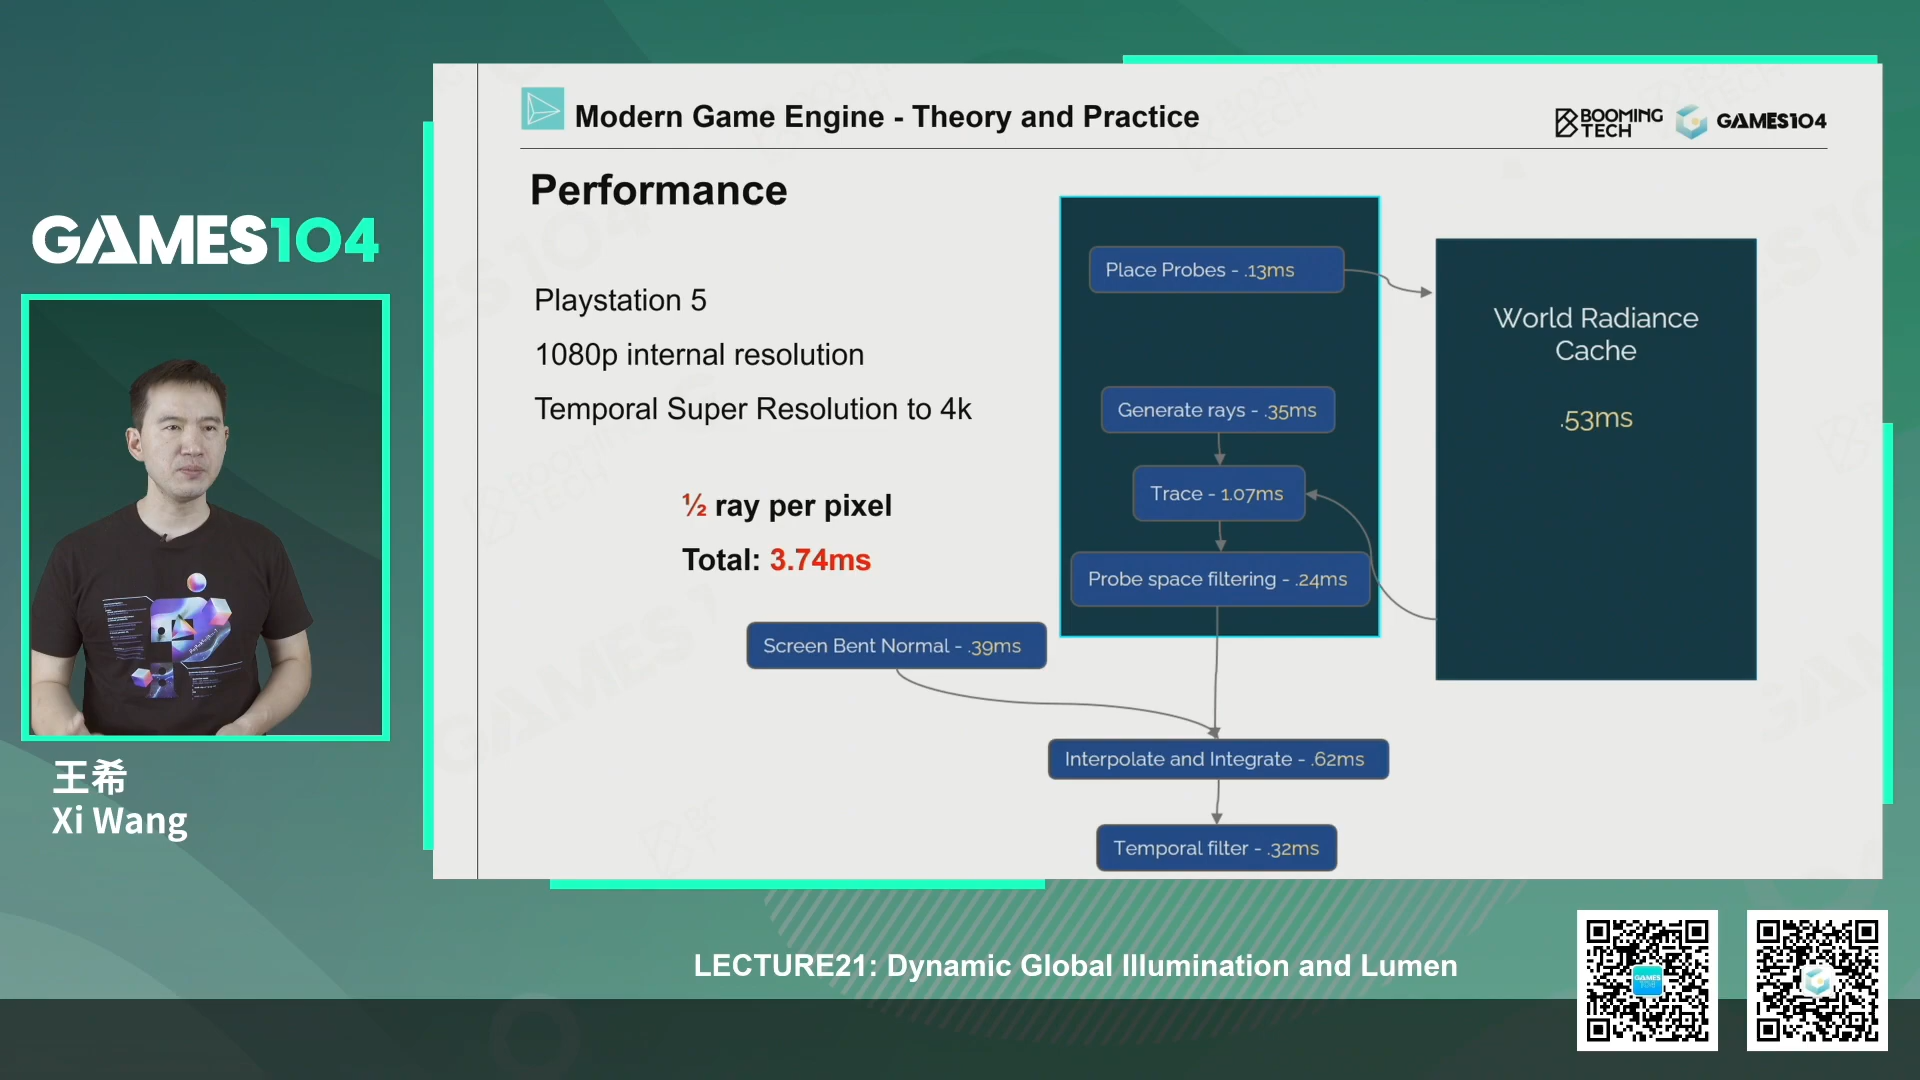 Modern Game Engine - Theory and Practice
BOOMING
TECH
GAMES104
Performance
Playstation 5
1080p internal resolution
Temporal Super Resolution to 4k
½ ray per pixel
Total: 3.74ms
Place Probes - .13ms
Generate rays - .35ms
Trace - 1.07ms
Probe space filtering - .24ms
Screen Bent Normal - .39ms
Interpolate and Integrate - .62ms
Temporal filter - .32ms
World Radiance
Cache
.53ms
GAMES104
王希
Xi Wang
LECTURE21: Dynamic Global Illumination and Lumen